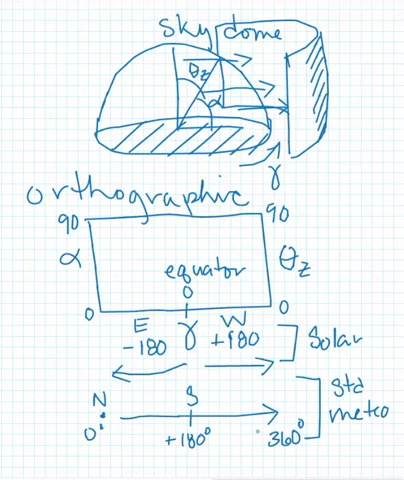 sky dome
θz
α
γ
orthographic
90 90
α θz
equator
0
0 0
E γ W
-180 +180 Solar
N S std
meteo
0° +180° 360°